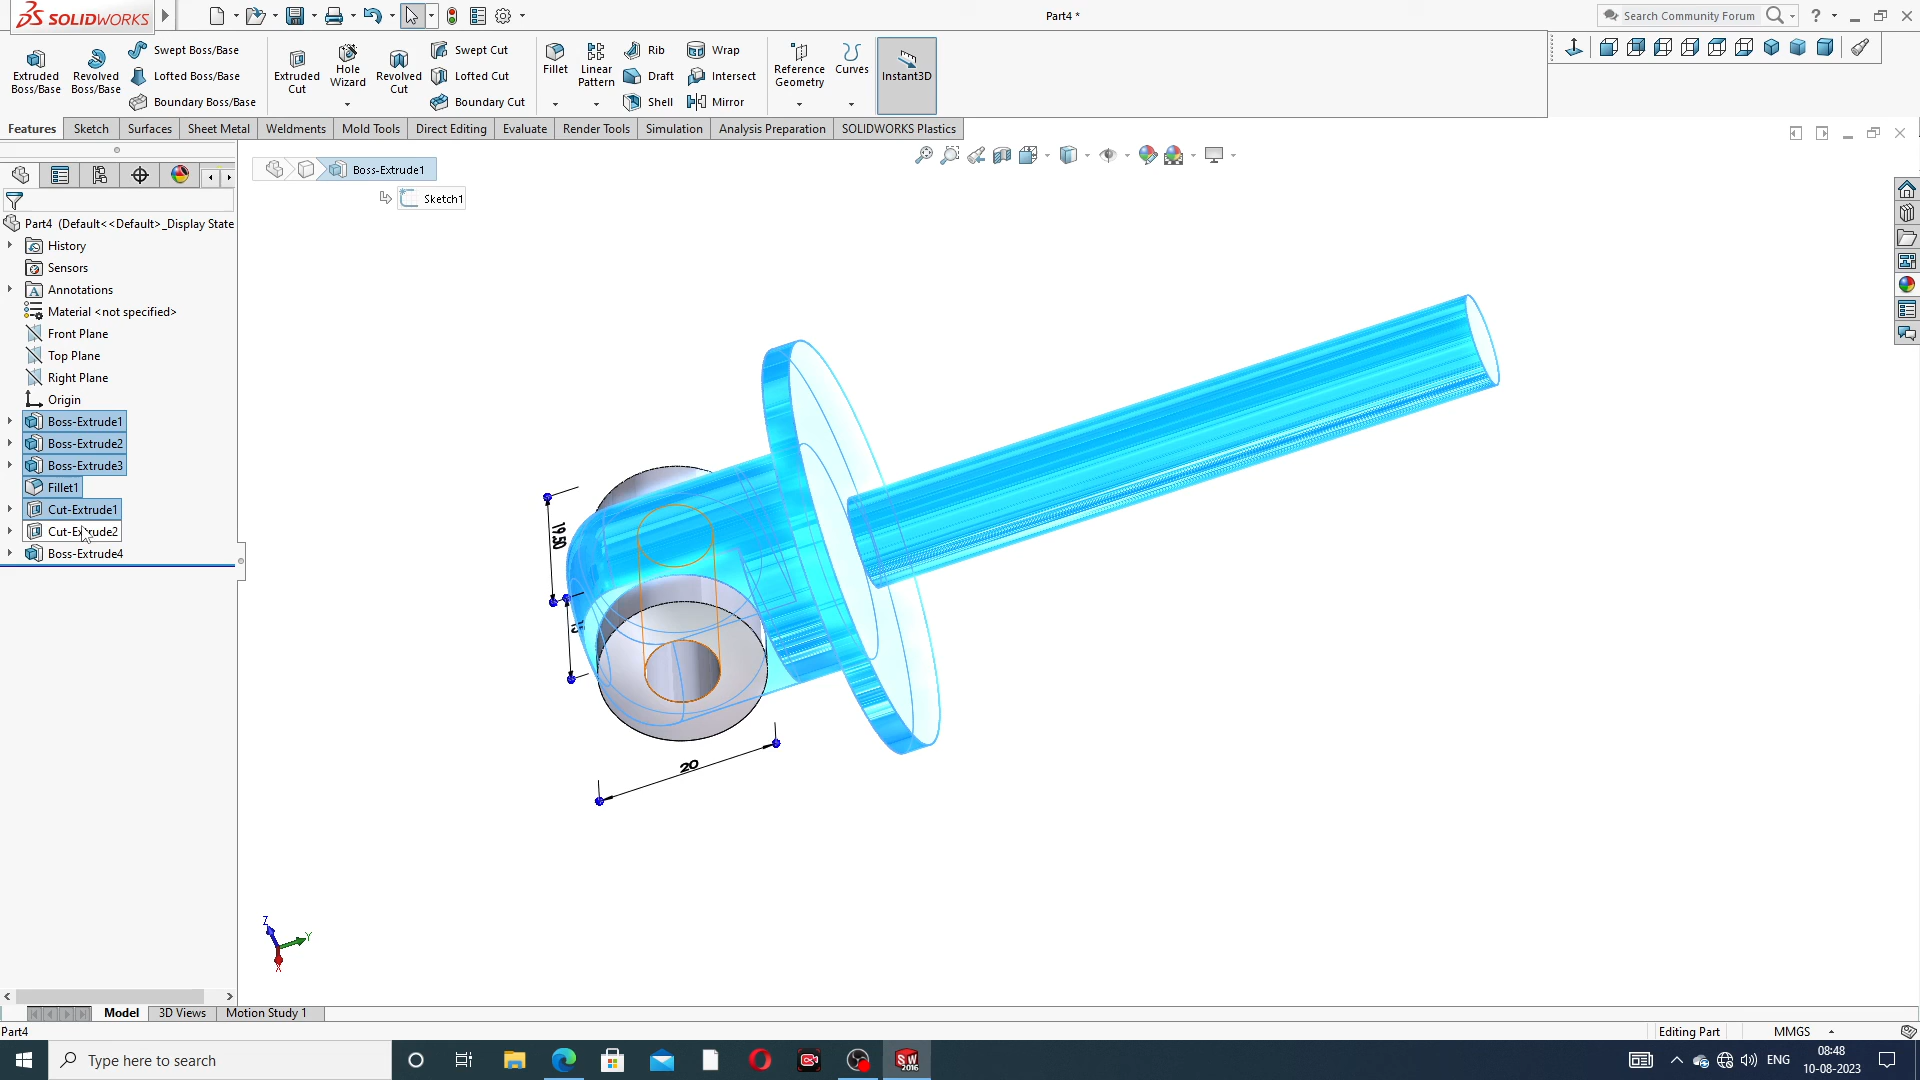 SOLIDWORKS
Part4 *
Search Community Forum
Extruded Boss/Base
Revolved Boss/Base
Swept Boss/Base
Lofted Boss/Base
Boundary Boss/Base
Extruded Cut
Hole Wizard
Revolved Cut
Swept Cut
Lofted Cut
Boundary Cut
Fillet
Linear Pattern
Rib
Draft
Shell
Wrap
Intersect
Mirror
Reference Geometry
Curves
Instant3D
Features
Sketch
Surfaces
Sheet Metal
Weldments
Mold Tools
Direct Editing
Evaluate
Render Tools
Simulation
Analysis Preparation
SOLIDWORKS Plastics
Boss-Extrude1
Sketch1
Part4 (Default<<Default>_Display State
History
Sensors
Annotations
Material <not specified>
Front Plane
Top Plane
Right Plane
Origin
Boss-Extrude1
Boss-Extrude2
Boss-Extrude3
Fillet1
Cut-Extrude1
Cut-Extrude2
Boss-Extrude4
19.50
20
Z
Y
X
Model
3D Views
Motion Study 1
Part4
Editing Part
MMGS
Type here to search
SW
2016
ENG
08:48
10-08-2023